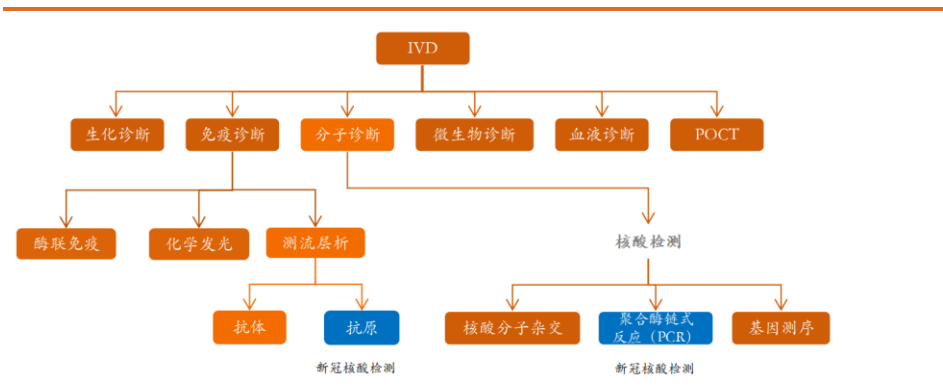 IVD
生化诊断
免疫诊断
分子诊断
微生物诊断
血液诊断
POCT
酶联免疫
化学发光
测流层析
核酸检测
抗体
抗原
核酸分子杂交
聚合酶链式
反应（PCR）
基因测序
新冠核酸检测
新冠核酸检测